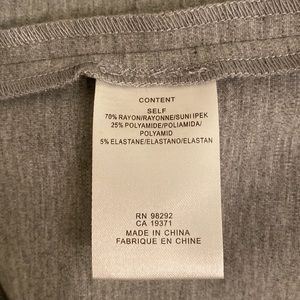 CONTENT
SELF
70% RAYON/RAYONNE/SUNI IPEK
25% POLYAMIDE/POLIAMIDA/
POLYAMID
5% ELASTANE/ELASTANO/ELASTAN
RN 98292
CA 19371
MADE IN CHINA
FABRIQUE EN CHINE